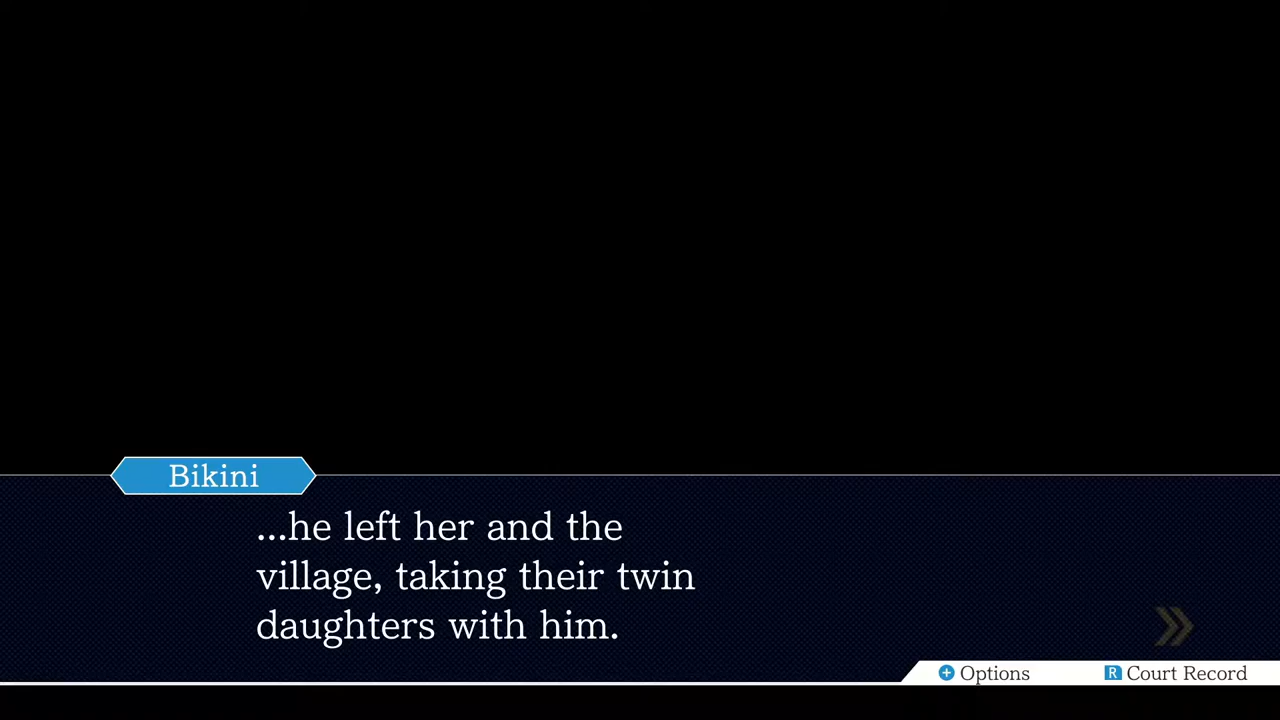 Bikini
...he left her and the
village, taking their twin
daughters with him.
+ Options
R Court Record